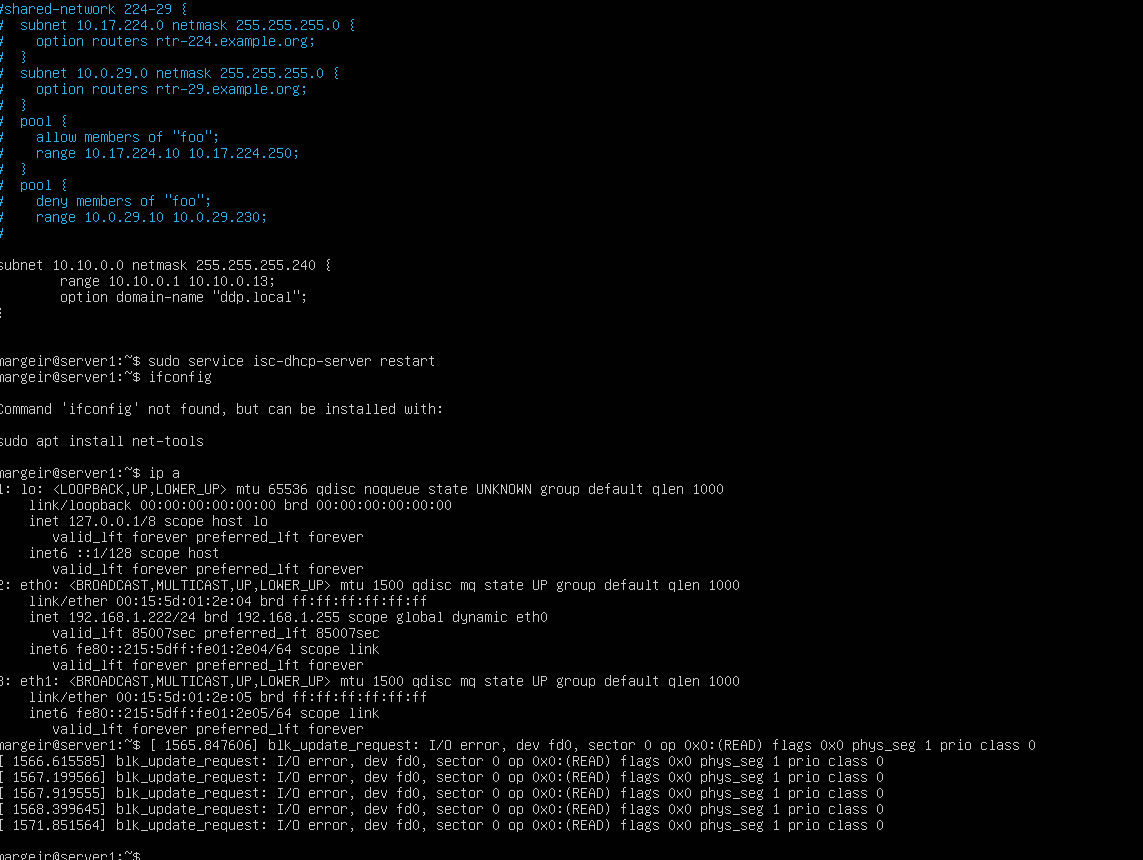 #shared-network 224-29 {
#  subnet 10.17.224.0 netmask 255.255.255.0 {
#    option routers rtr-224.example.org;
#  }
#  subnet 10.0.29.0 netmask 255.255.255.0 {
#    option routers rtr-29.example.org;
#  }
#  pool {
#    allow members of "foo";
#    range 10.17.224.10 10.17.224.250;
#  }
#  pool {
#    deny members of "foo";
#    range 10.0.29.10 10.0.29.230;
#
subnet 10.10.0.0 netmask 255.255.255.240 {
range 10.10.0.1 10.10.0.13;
option domain-name "ddp.local";
}
margeir@server1:~$ sudo service isc-dhcp-server restart
margeir@server1:~$ ifconfig
Command 'ifconfig' not found, but can be installed with:
sudo apt install net-tools
margeir@server1:~$ ip a
1: lo: <LOOPBACK,UP,LOWER_UP> mtu 65536 qdisc noqueue state UNKNOWN group default qlen 1000
link/loopback 00:00:00:00:00:00 brd 00:00:00:00:00:00
inet 127.0.0.1/8 scope host lo
valid_lft forever preferred_lft forever
inet6 ::1/128 scope host
valid_lft forever preferred_lft forever
2: eth0: <BROADCAST,MULTICAST,UP,LOWER_UP> mtu 1500 qdisc mq state UP group default qlen 1000
link/ether 00:15:5d:01:2e:04 brd ff:ff:ff:ff:ff:ff
inet 192.168.1.222/24 brd 192.168.1.255 scope global dynamic eth0
valid_lft 85007sec preferred_lft 85007sec
inet6 fe80::215:5dff:fe01:2e04/64 scope link
valid_lft forever preferred_lft forever
3: eth1: <BROADCAST,MULTICAST,UP,LOWER_UP> mtu 1500 qdisc mq state UP group default qlen 1000
link/ether 00:15:5d:01:2e:05 brd ff:ff:ff:ff:ff:ff
inet6 fe80::215:5dff:fe01:2e05/64 scope link
valid_lft forever preferred_lft forever
margeir@server1:~$ [ 1565.847606] blk_update_request: I/O error, dev fd0, sector 0 op 0x0:(READ) flags 0x0 phys_seg 1 prio class 0
[ 1566.615585] blk_update_request: I/O error, dev fd0, sector 0 op 0x0:(READ) flags 0x0 phys_seg 1 prio class 0
[ 1567.199566] blk_update_request: I/O error, dev fd0, sector 0 op 0x0:(READ) flags 0x0 phys_seg 1 prio class 0
[ 1567.919555] blk_update_request: I/O error, dev fd0, sector 0 op 0x0:(READ) flags 0x0 phys_seg 1 prio class 0
[ 1568.399645] blk_update_request: I/O error, dev fd0, sector 0 op 0x0:(READ) flags 0x0 phys_seg 1 prio class 0
[ 1571.851564] blk_update_request: I/O error, dev fd0, sector 0 op 0x0:(READ) flags 0x0 phys_seg 1 prio class 0
margeir@server1:~$